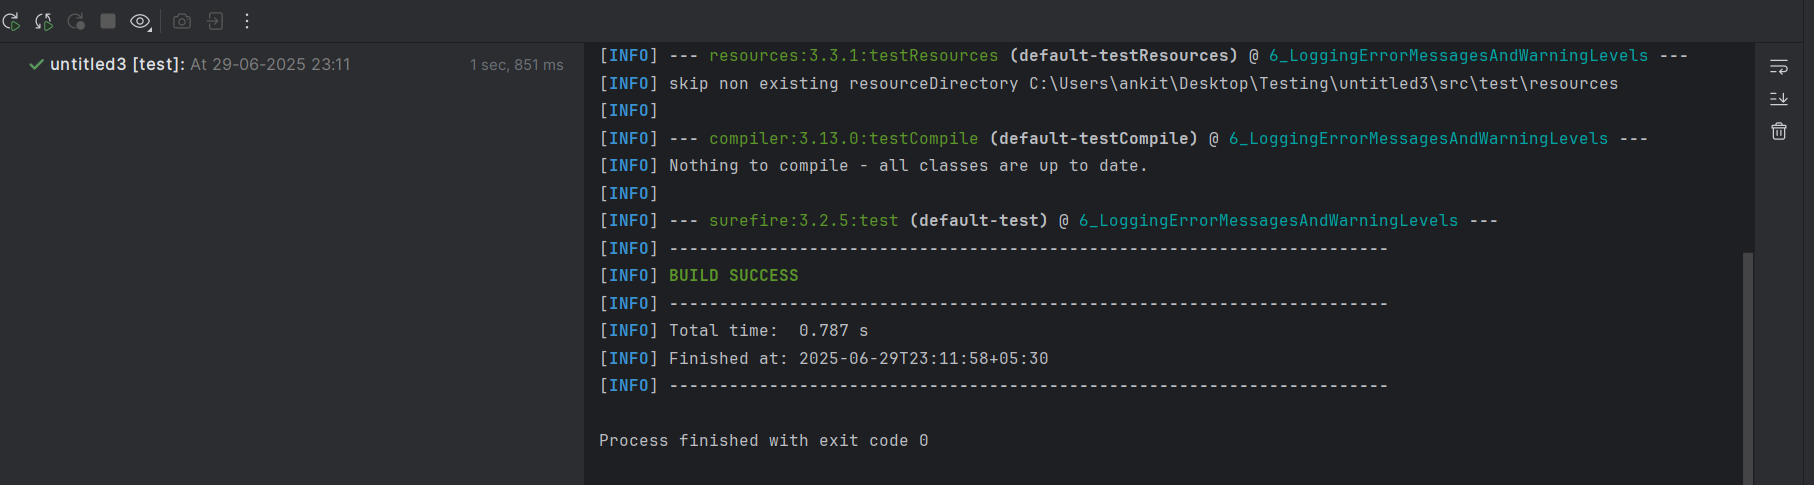 untitled3 [test]: At 29-06-2025 23:11 1 sec, 851 ms
[INFO] --- resources:3.3.1:testResources (default-testResources) @ 6_LoggingErrorMessagesAndWarningLevels ---
[INFO] skip non existing resourceDirectory C:\Users\ankit\Desktop\Testing\untitled3\src\test\resources
[INFO]
[INFO] --- compiler:3.13.0:testCompile (default-testCompile) @ 6_LoggingErrorMessagesAndWarningLevels ---
[INFO] Nothing to compile - all classes are up to date.
[INFO]
[INFO] --- surefire:3.2.5:test (default-test) @ 6_LoggingErrorMessagesAndWarningLevels ---
[INFO] ------------------------------------------------------------------------
[INFO] BUILD SUCCESS
[INFO] ------------------------------------------------------------------------
[INFO] Total time:  0.787 s
[INFO] Finished at: 2025-06-29T23:11:58+05:30
[INFO] ------------------------------------------------------------------------
Process finished with exit code 0